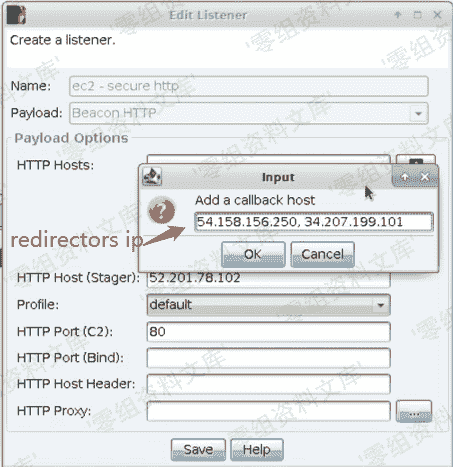 Edit Listener
Create a listener.
Name: ec2 - secure http
Payload: Beacon HTTP
Payload Options
HTTP Hosts:
Input
Add a callback host
redirectors ip
54.158.156.250, 34.207.199.101
OK Cancel
HTTP Host (Stager): 52.201.78.102
Profile: default
HTTP Port (C2): 80
HTTP Port (Bind):
HTTP Host Header:
HTTP Proxy: ...
Save Help
'零组资料文库'